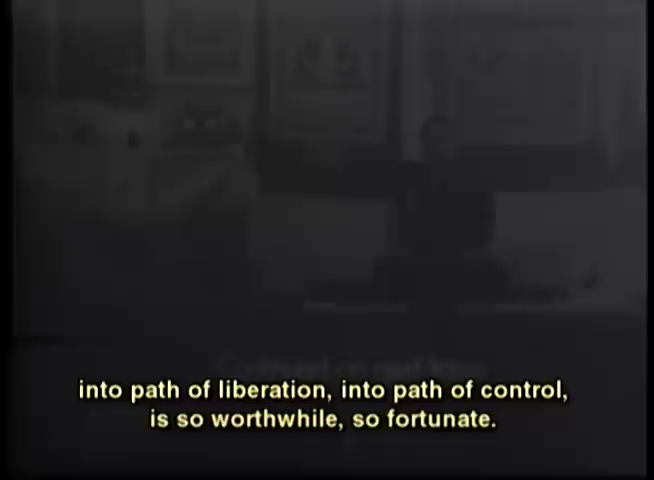 into path of liberation, into path of control,
is so worthwhile, so fortunate.